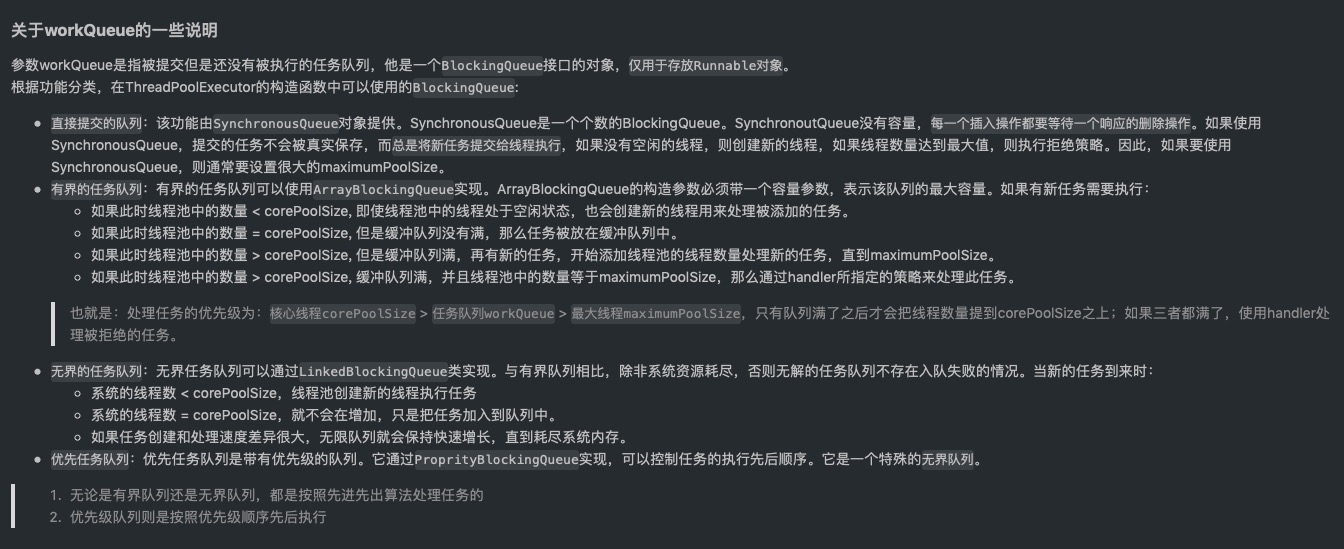 关于workQueue的一些说明
参数workQueue是指被提交但是还没有被执行的任务队列，他是一个BlockingQueue接口的对象，仅用于存放Runnable对象。
根据功能分类，在ThreadPoolExecutor的构造函数中可以使用的BlockingQueue:
直接提交的队列：该功能由SynchronousQueue对象提供。SynchronousQueue是一个个数的BlockingQueue。SynchronoutQueue没有容量，每一个插入操作都要等待一个响应的删除操作。如果使用
SynchronousQueue，提交的任务不会被真实保存，而总是将新任务提交给线程执行，如果没有空闲的线程，则创建新的线程，如果线程数量达到最大值，则执行拒绝策略。因此，如果要使用
SynchronousQueue，则通常要设置很大的maximumPoolSize。
有界的任务队列：有界的任务队列可以使用ArrayBlockingQueue实现。ArrayBlockingQueue的构造参数必须带一个容量参数，表示该队列的最大容量。如果有新任务需要执行：
如果此时线程池中的数量 < corePoolSize, 即使线程池中的线程处于空闲状态，也会创建新的线程用来处理被添加的任务。
如果此时线程池中的数量 = corePoolSize, 但是缓冲队列没有满，那么任务被放在缓冲队列中。
如果此时线程池中的数量 > corePoolSize, 但是缓冲队列满，再有新的任务，开始添加线程池的线程数量处理新的任务，直到maximumPoolSize。
如果此时线程池中的数量 > corePoolSize, 缓冲队列满，并且线程池中的数量等于maximumPoolSize，那么通过handler所指定的策略来处理此任务。
也就是：处理任务的优先级为：核心线程corePoolSize > 任务队列workQueue > 最大线程maximumPoolSize，只有队列满了之后才会把线程数量提到corePoolSize之上；如果三者都满了，使用handler处
理被拒绝的任务。
无界的任务队列：无界任务队列可以通过LinkedBlockingQueue类实现。与有界队列相比，除非系统资源耗尽，否则无解的任务队列不存在入队失败的情况。当新的任务到来时：
系统的线程数 < corePoolSize，线程池创建新的线程执行任务
系统的线程数 = corePoolSize，就不会在增加，只是把任务加入到队列中。
如果任务创建和处理速度差异很大，无限队列就会保持快速增长，直到耗尽系统内存。
优先任务队列：优先任务队列是带有优先级的队列。它通过ProprityBlockingQueue实现，可以控制任务的执行先后顺序。它是一个特殊的无界队列。
1. 无论是有界队列还是无界队列，都是按照先进先出算法处理任务的
2. 优先级队列则是按照优先级顺序先后执行